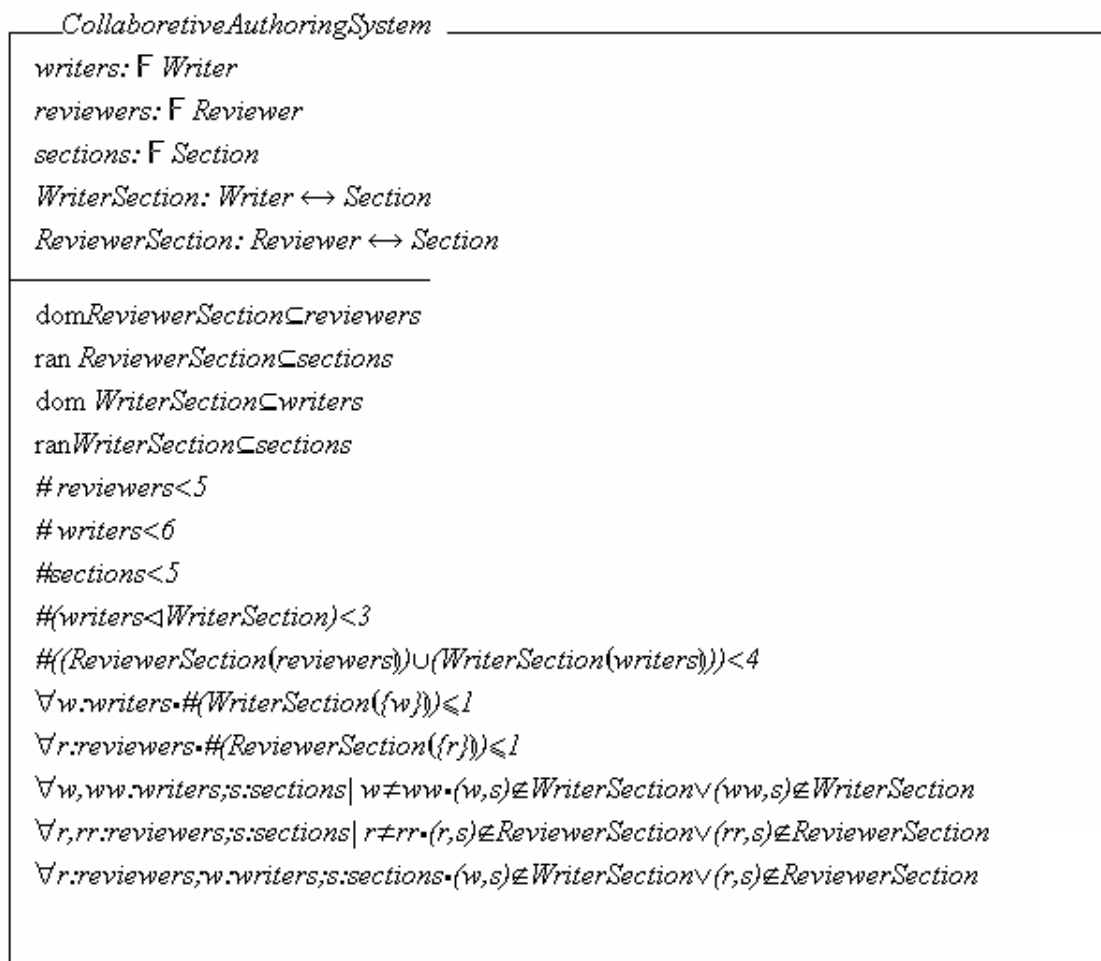 CollaboretiveAuthoringSystem
writers: F Writer
reviewers: F Reviewer
sections: F Section
WriterSection: Writer ↔ Section
ReviewerSection: Reviewer ↔ Section
domReviewerSection⊆reviewers
ran ReviewerSection⊆sections
dom WriterSection⊆writers
ranWriterSection⊆sections
# reviewers<5
# writers<6
#sections<5
#(writers◁WriterSection)<3
#((ReviewerSection⦇reviewers⦈)∪(WriterSection⦇writers⦈))<4
∀w:writers•#(WriterSection⦇{w}⦈)⩽1
∀r:reviewers•#(ReviewerSection⦇{r}⦈)⩽1
∀w,ww:writers;s:sections| w≠ww•(w,s)∉WriterSection∨(ww,s)∉WriterSection
∀r,rr:reviewers;s:sections| r≠rr•(r,s)∉ReviewerSection∨(rr,s)∉ReviewerSection
∀r:reviewers;w:writers;s:sections•(w,s)∉WriterSection∨(r,s)∉ReviewerSection